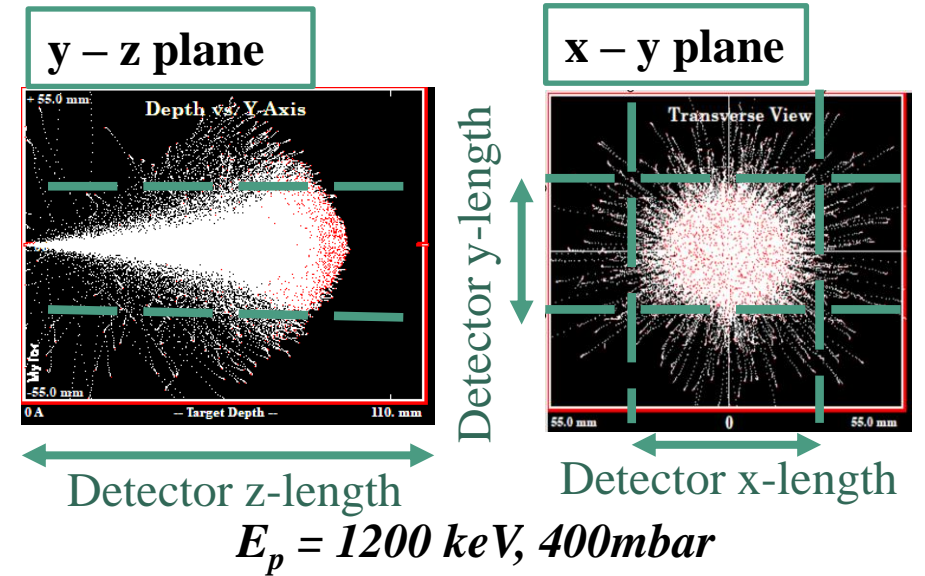 y – z plane
x – y plane
+ 55.0 mm
Depth vs. Y-Axis
-55.0 mm
0 A
-- Target Depth --
110. mm
Detector z-length
Detector y-length
Transverse View
55.0 mm
0
55.0 mm
Detector x-length
Eₚ = 1200 keV, 400mbar